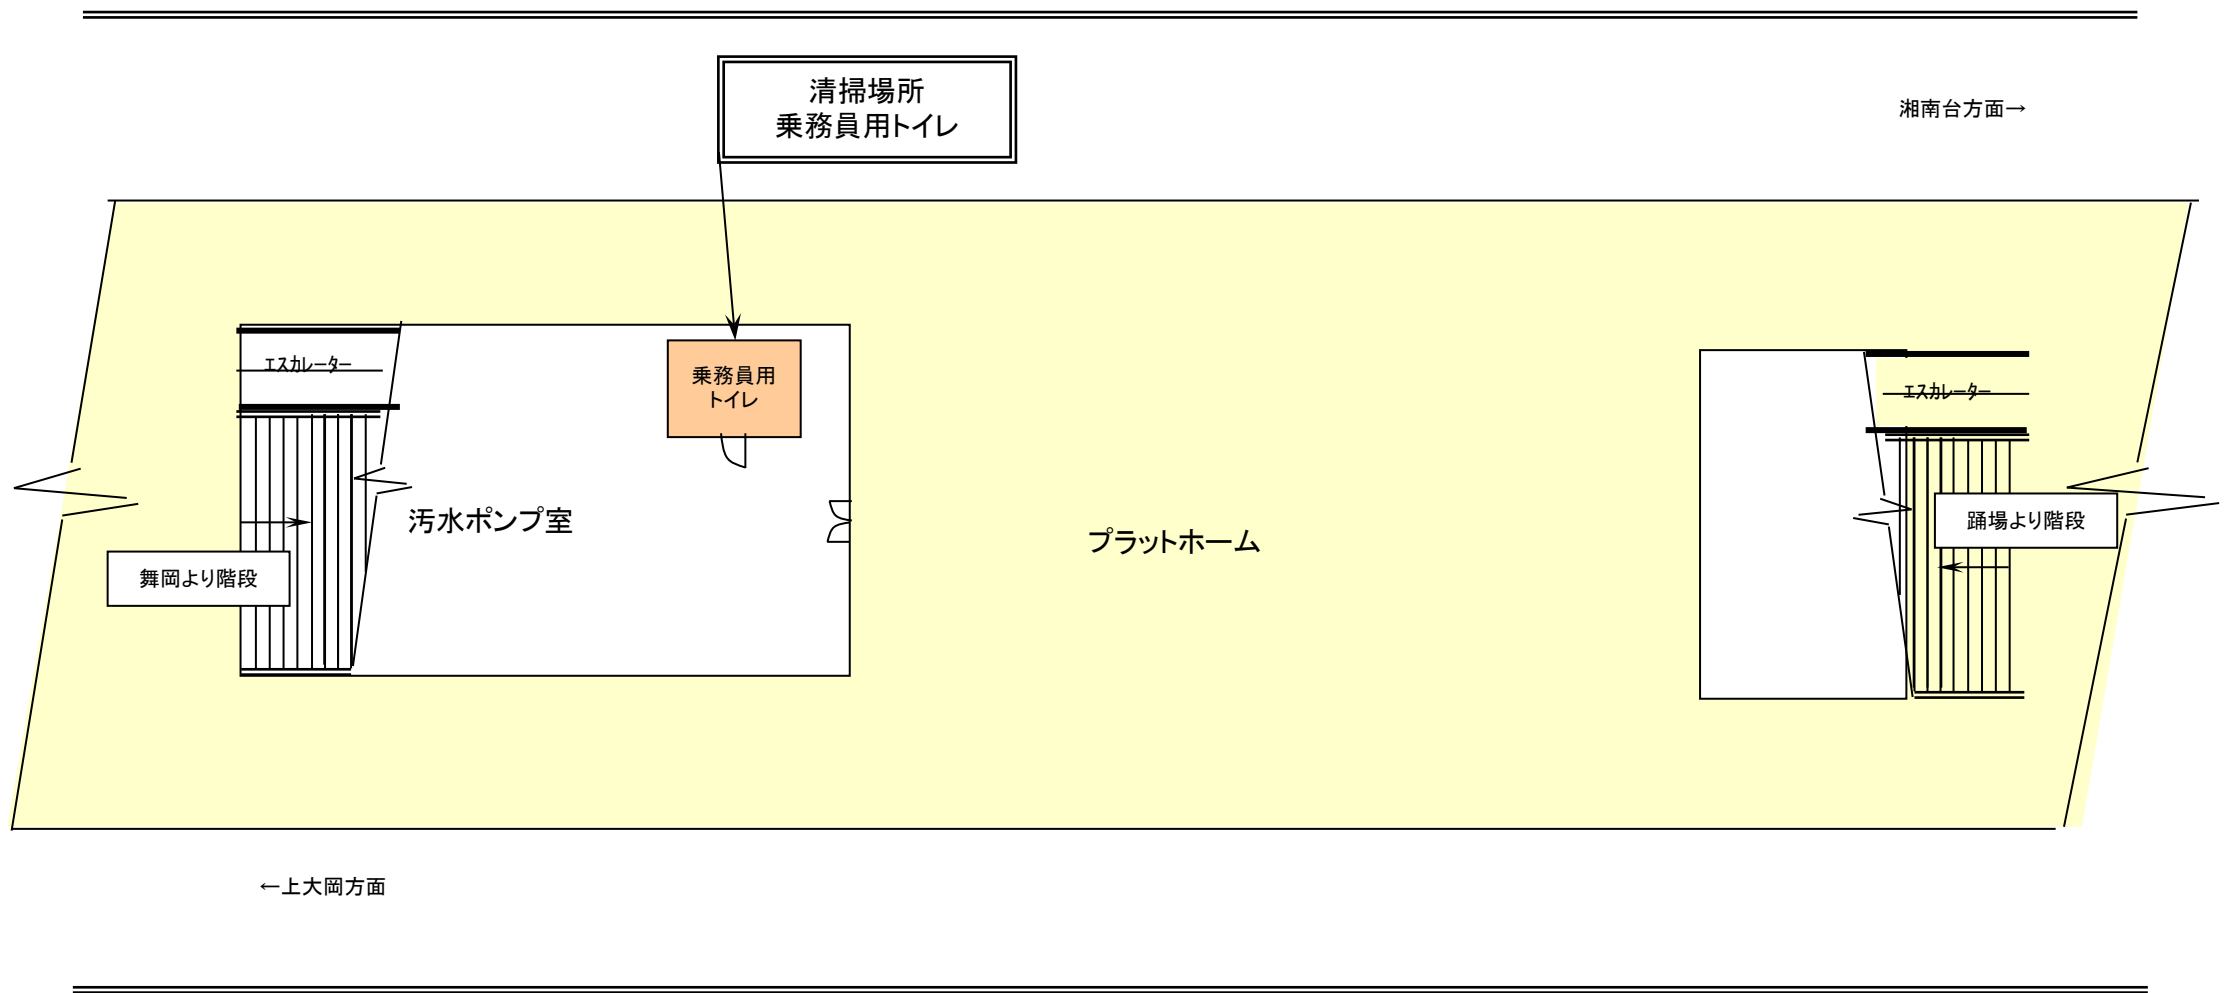 清掃場所
乗務員用トイレ
湘南台方面→
エスカレーター
乗務員用
トイレ
エスカレーター
汚水ポンプ室
プラットホーム
踊場より階段
舞岡より階段
←上大岡方面